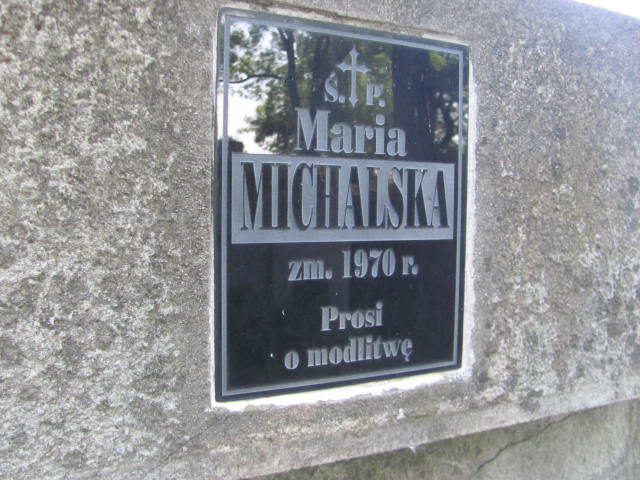 Ś. P.
Maria
MICHALSKA
zm. 1970 r.
Prosi
o modlitwę